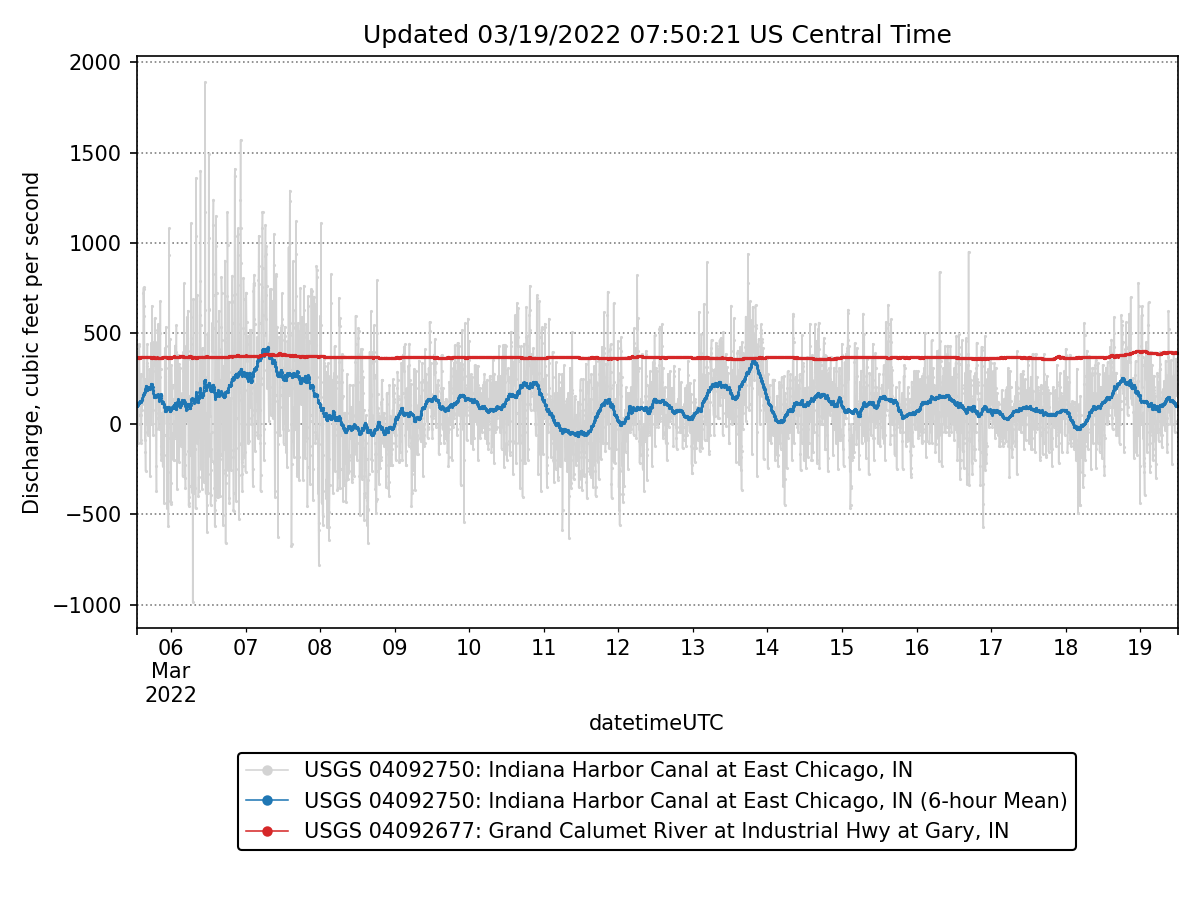 Updated 03/19/2022 07:50:21 US Central Time
Discharge, cubic feet per second
2000
1500
1000
500
0
−500
−1000
06 07 08 09 10 11 12 13 14 15 16 17 18 19
Mar
2022
datetimeUTC
USGS 04092750: Indiana Harbor Canal at East Chicago, IN
USGS 04092750: Indiana Harbor Canal at East Chicago, IN (6-hour Mean)
USGS 04092677: Grand Calumet River at Industrial Hwy at Gary, IN